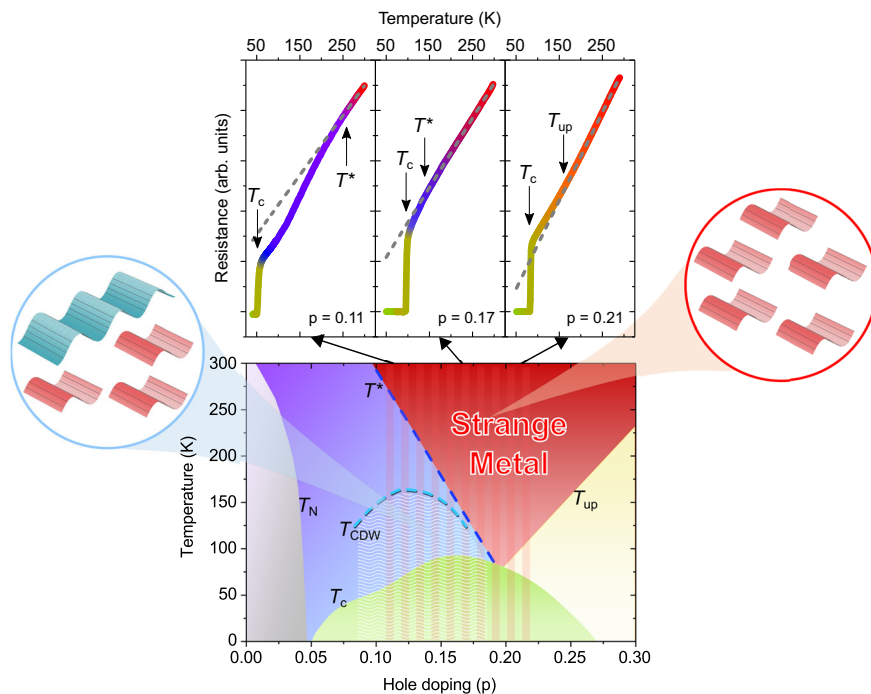 Temperature (K)
50 150 250 50 150 250 50 150 250
Resistance (arb. units)
Tc
T*
p = 0.11
Tc
T*
p = 0.17
Tc
Tup
p = 0.21
Temperature (K)
300
250
200
150
100
50
0
T*
Strange
Metal
TN
TCDW
Tc
Tup
0.00 0.05 0.10 0.15 0.20 0.25 0.30
Hole doping (p)